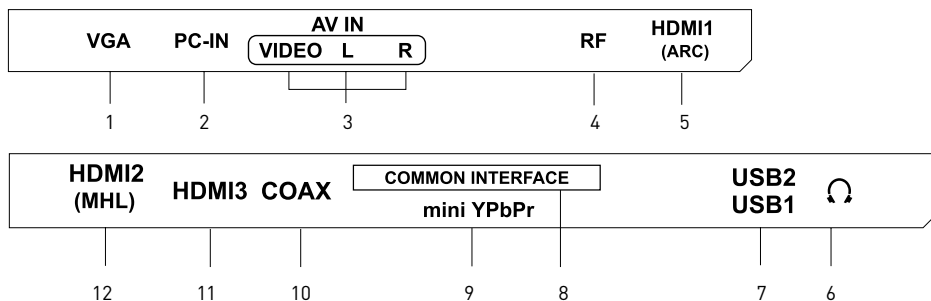 AV IN
VGA PC-IN VIDEO L R RF HDMI1
(ARC)
1 2 3 4 5
HDMI2
(MHL)
HDMI3 COAX
COMMON INTERFACE
mini YPbPr
USB2
USB1
12 11 10 9 8 7 6